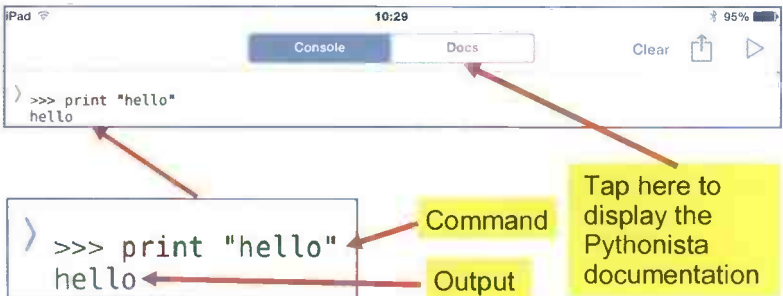 iPad 10:29 95%
Console Docs Clear
>>> print "hello"
hello
>>> print "hello"
hello
Command
Output
Tap here to
display the
Pythonista
documentation